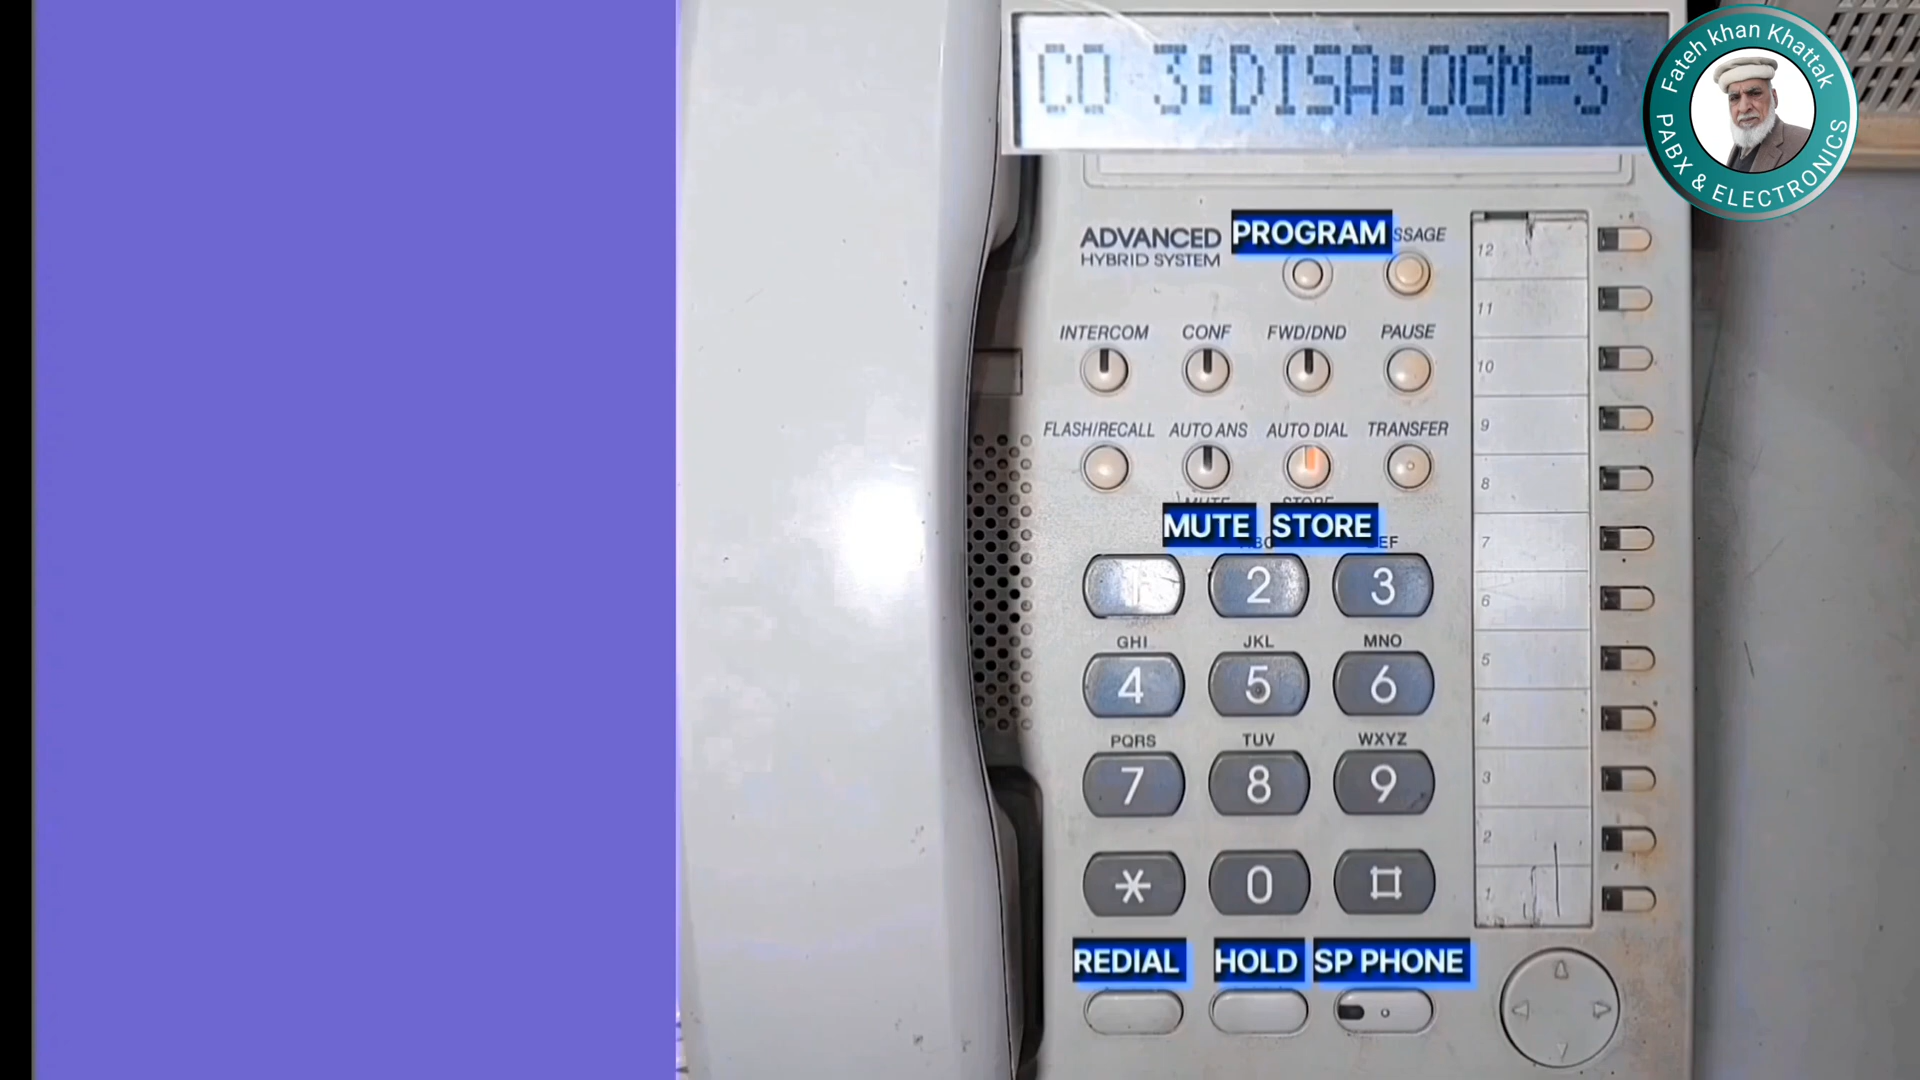 CO 3:DISA:OGM-3
Fateh khan Khattak
PABX & ELECTRONICS
ADVANCED
HYBRID SYSTEM
PROGRAM
SSAGE
INTERCOM CONF FWD/DND PAUSE
FLASH/RECALL AUTO ANS AUTO DIAL TRANSFER
MUTE STORE
1 2 3
GHI JKL MNO
4 5 6
PQRS TUV WXYZ
7 8 9
* 0 #
REDIAL HOLD SP PHONE
12
11
10
9
8
7
6
5
4
3
2
1